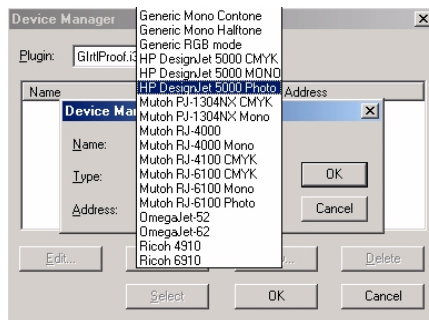 Device Manager
Generic Mono Contone
Generic Mono Halftone
Generic RGB mode
HP DesignJet 5000 CMYK
HP DesignJet 5000 MONO
HP DesignJet 5000 Photo
Mutoh PJ-1304NX CMYK
Mutoh PJ-1304NX Mono
Mutoh RJ-4000
Mutoh RJ-4000 Mono
Mutoh RJ-4100 CMYK
Mutoh RJ-6100 CMYK
Mutoh RJ-6100 Mono
Mutoh RJ-6100 Photo
OmegaJet-52
OmegaJet-62
Ricoh 4910
Ricoh 6910
Plugin:
Name
Address
Device Ma
Name:
Type:
Address:
OK
Cancel
Edit...
Delete
Select
OK
Cancel